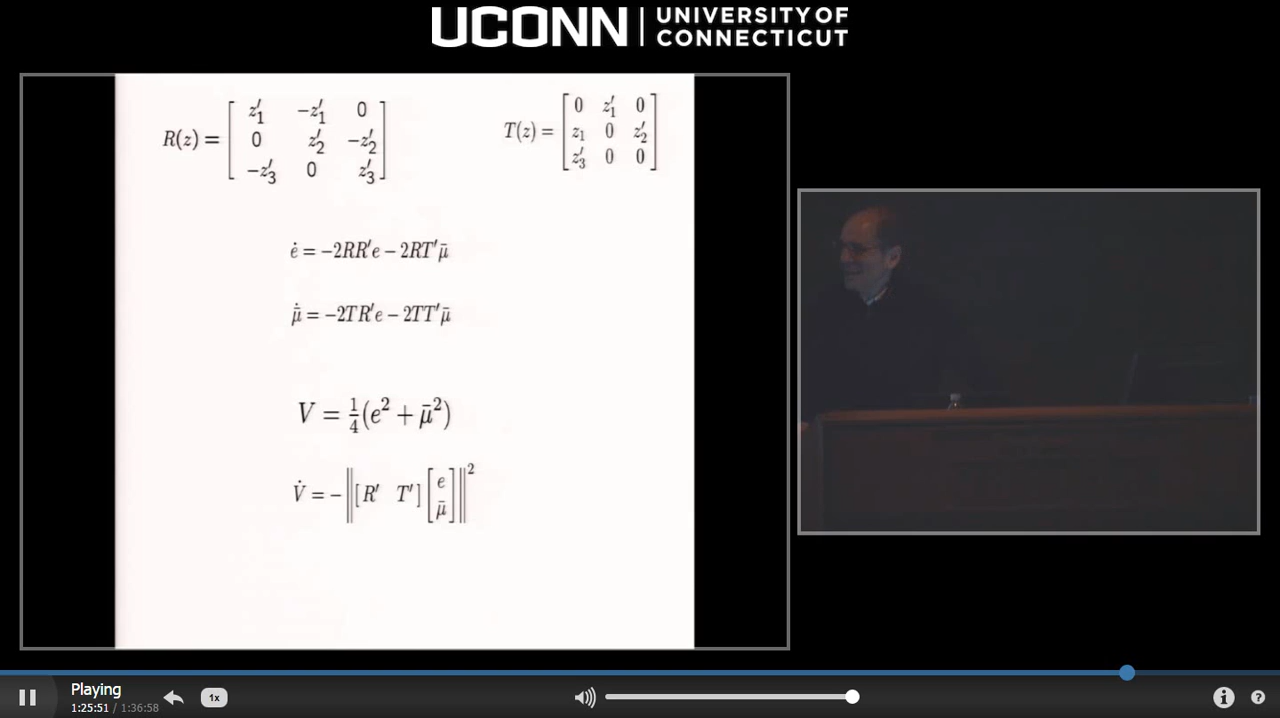 UCONN | UNIVERSITY OF CONNECTICUT
R(z) = [ z′₁ −z′₁ 0 ; 0 z′₂ −z′₂ ; −z′₃ 0 z′₃ ]
T(z) = [ 0 z′₁ 0 ; z₁ 0 z′₂ ; z′₃ 0 0 ]
ė = −2RR′e − 2RT′μ̄
μ̄̇ = −2TR′e − 2TT′μ̄
V = ¼(e² + μ̄²)
V̇ = −‖[ R′ T′ ] [ e ; μ̄ ]‖²
Playing
1:25:51 / 1:36:58
1x
i
?